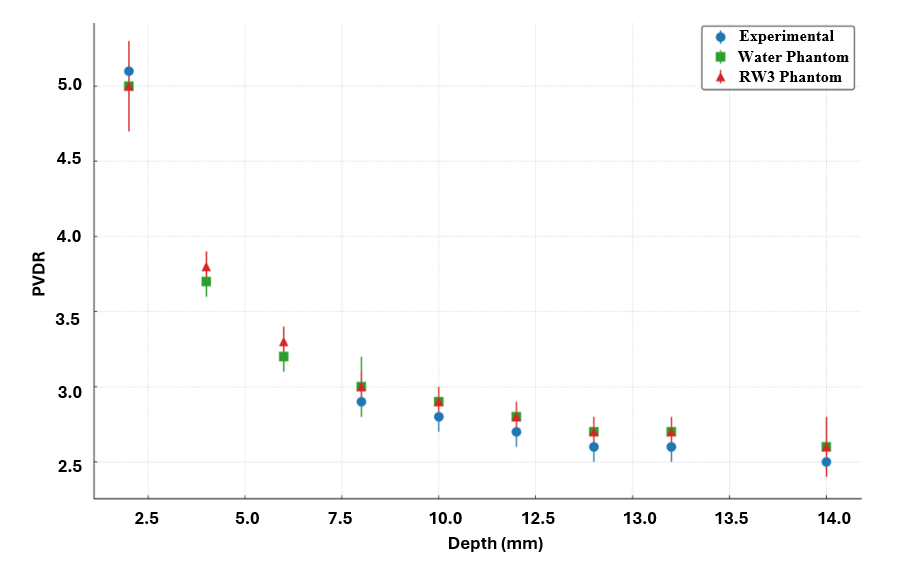 Experimental
Water Phantom
RW3 Phantom
5.0
4.5
4.0
3.5
3.0
2.5
PVDR
2.5 5.0 7.5 10.0 12.5 13.0 13.5 14.0
Depth (mm)